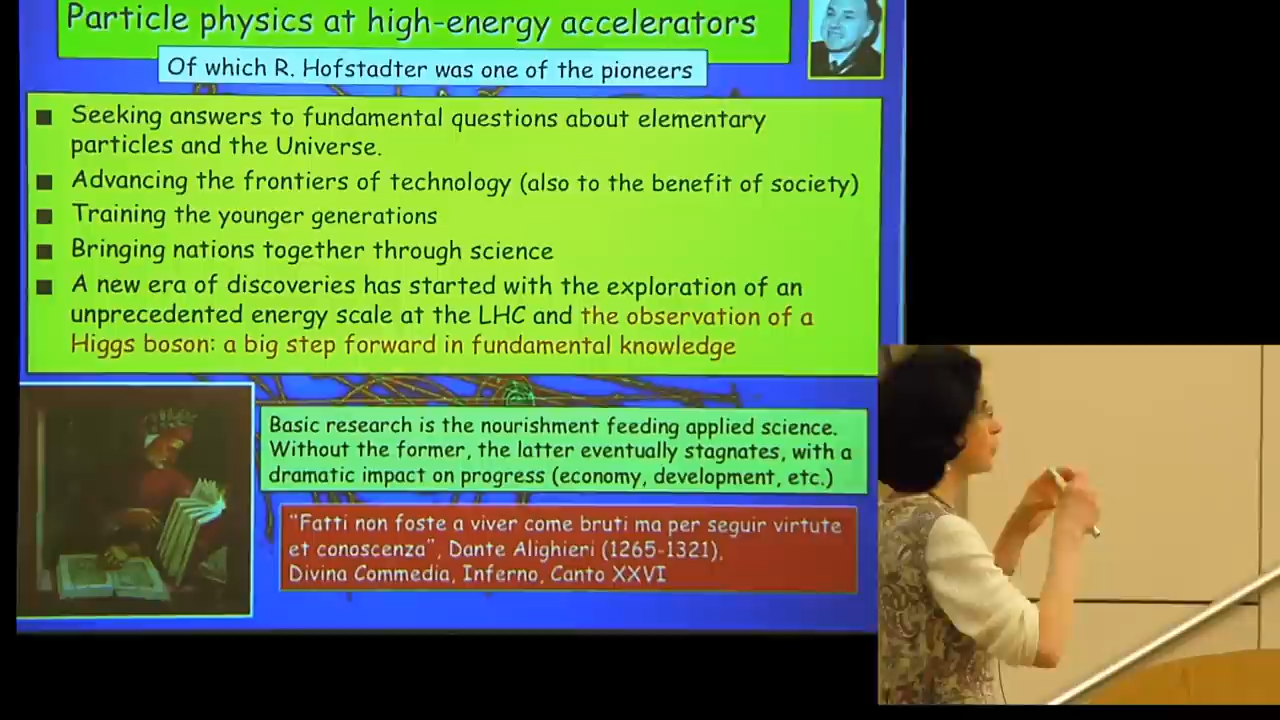 Particle physics at high-energy accelerators
Of which R. Hofstadter was one of the pioneers
Seeking answers to fundamental questions about elementary
particles and the Universe.
Advancing the frontiers of technology (also to the benefit of society)
Training the younger generations
Bringing nations together through science
A new era of discoveries has started with the exploration of an
unprecedented energy scale at the LHC and the observation of a
Higgs boson: a big step forward in fundamental knowledge
Basic research is the nourishment feeding applied science.
Without the former, the latter eventually stagnates, with a
dramatic impact on progress (economy, development, etc.)
"Fatti non foste a viver come bruti ma per seguir virtute
et conoscenza", Dante Alighieri (1265-1321),
Divina Commedia, Inferno, Canto XXVI